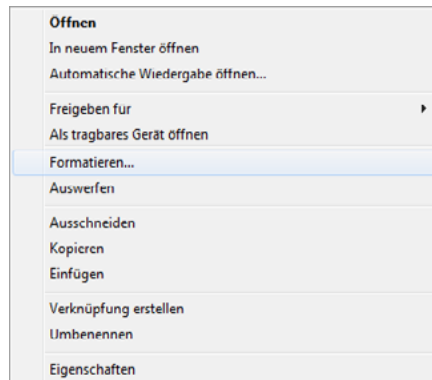 Öffnen
In neuem Fenster öffnen
Automatische Wiedergabe öffnen...
Freigeben für
Als tragbares Gerät öffnen
Formatieren...
Auswerfen
Ausschneiden
Kopieren
Einfügen
Verknüpfung erstellen
Umbenennen
Eigenschaften